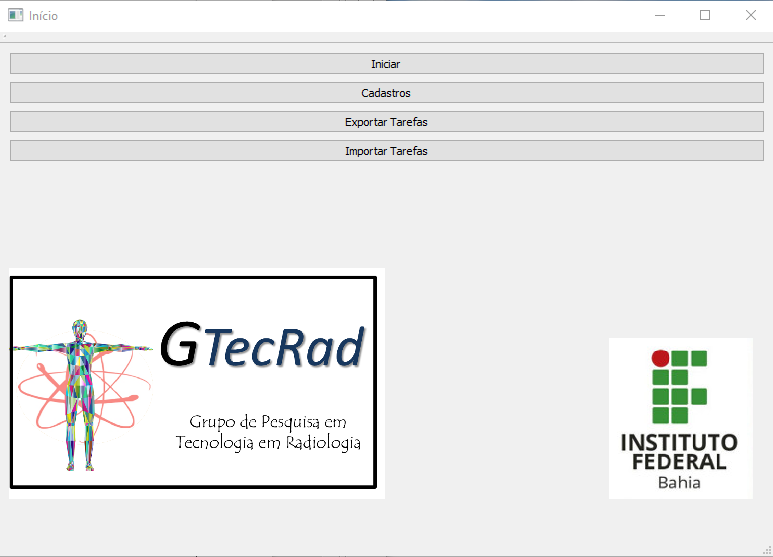 Início
Iniciar
Cadastros
Exportar Tarefas
Importar Tarefas
GTecRad
Grupo de Pesquisa em
Tecnologia em Radiologia
INSTITUTO
FEDERAL
Bahia